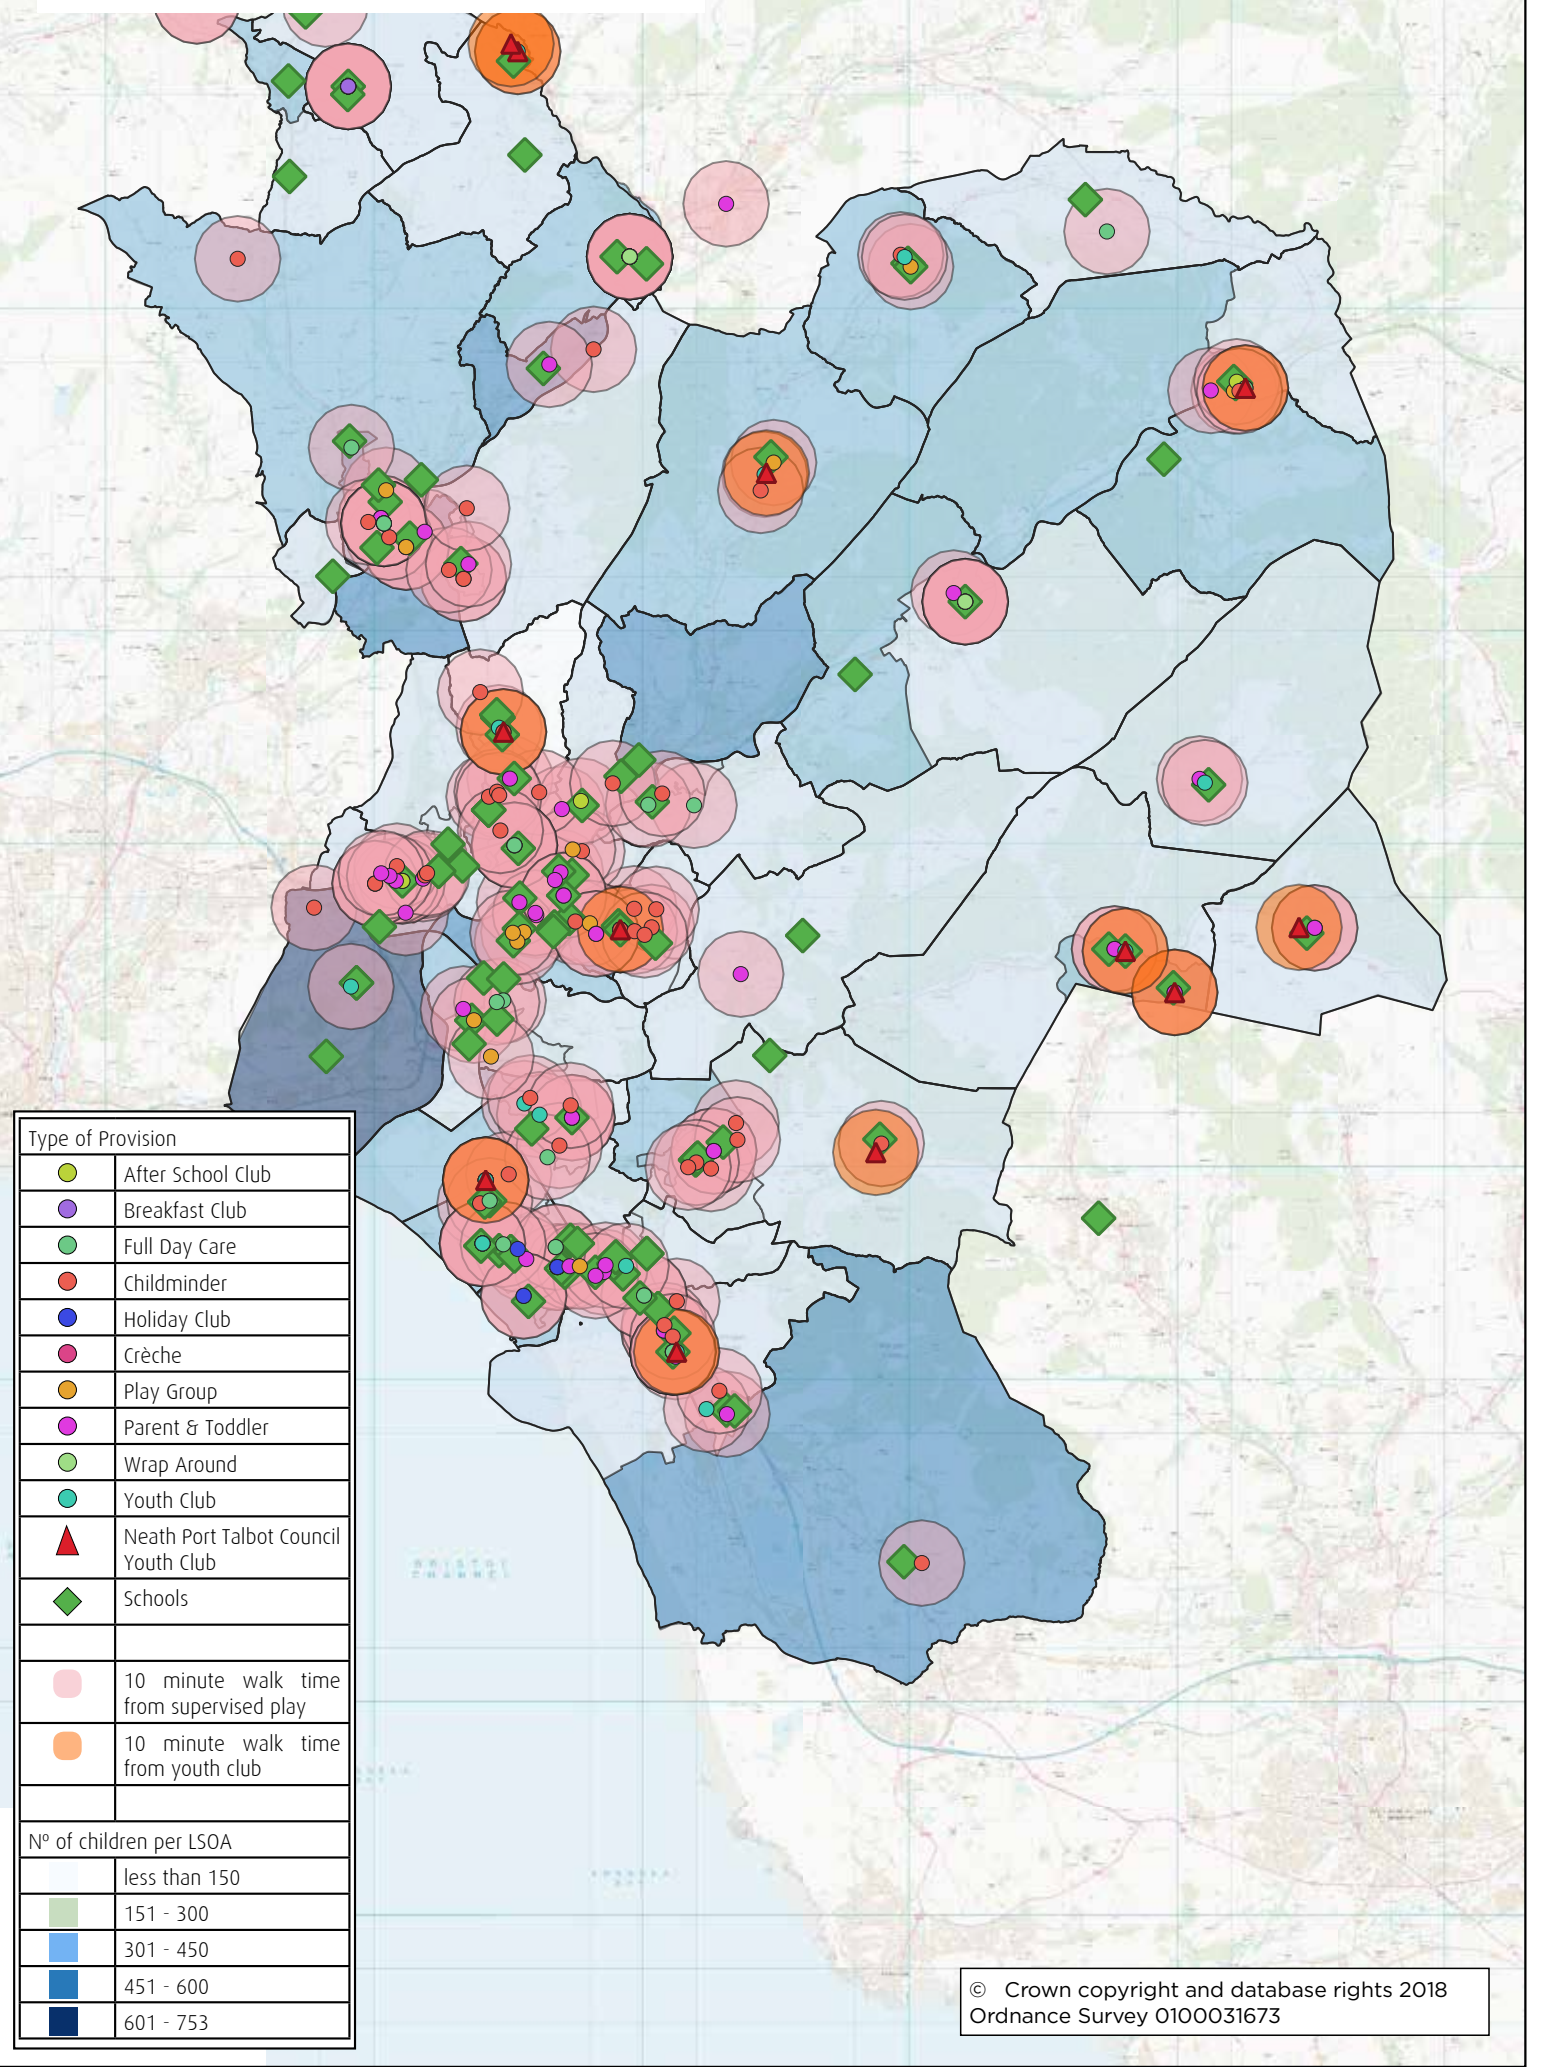 Type of Provision
After School Club
Breakfast Club
Full Day Care
Childminder
Holiday Club
Crèche
Play Group
Parent & Toddler
Wrap Around
Youth Club
Neath Port Talbot Council
Youth Club
Schools
10 minute walk time
from supervised play
10 minute walk time
from youth club
Nº of children per LSOA
less than 150
151 - 300
301 - 450
451 - 600
601 - 753
BRISTOL
CHANNEL
© Crown copyright and database rights 2018
Ordnance Survey 0100031673